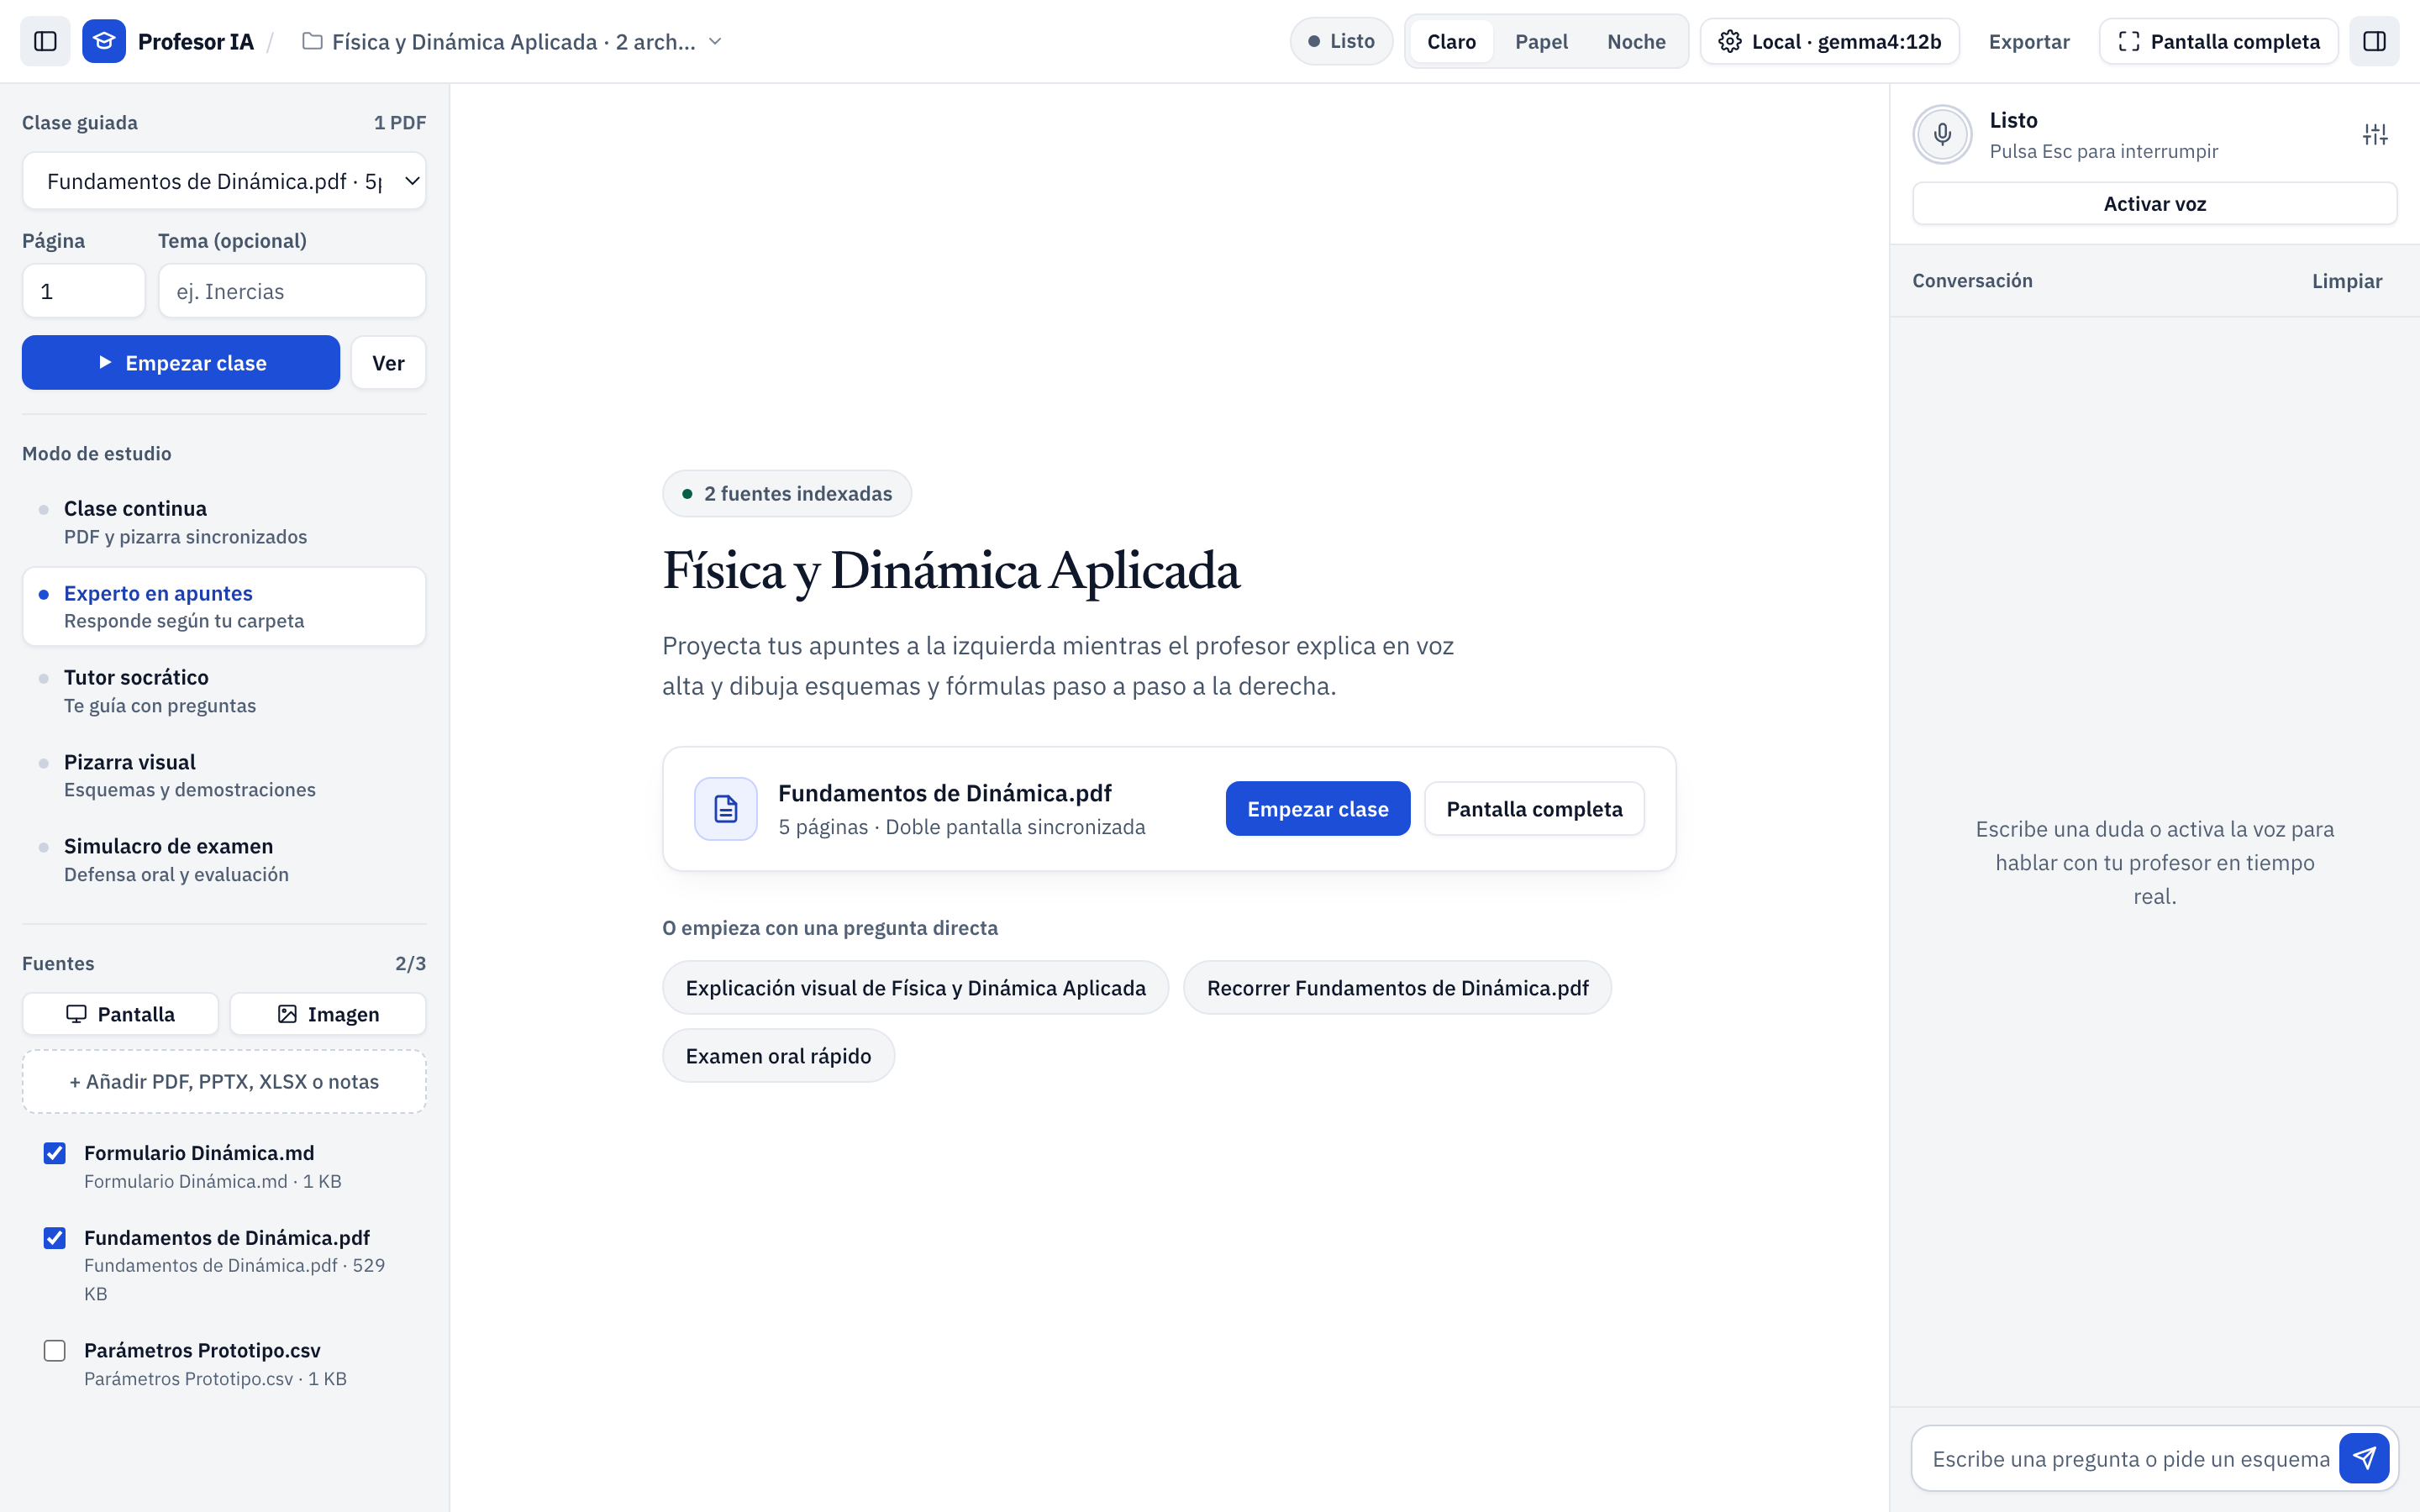 Profesor IA / Física y Dinámica Aplicada · 2 arch...
Listo
Claro Papel Noche
Local · gemma4:12b
Exportar
Pantalla completa
Clase guiada 1 PDF
Fundamentos de Dinámica.pdf · 5
Página Tema (opcional)
1 ej. Inercias
Empezar clase Ver
Modo de estudio
Clase continua
PDF y pizarra sincronizados
Experto en apuntes
Responde según tu carpeta
Tutor socrático
Te guía con preguntas
Pizarra visual
Esquemas y demostraciones
Simulacro de examen
Defensa oral y evaluación
Fuentes 2/3
Pantalla Imagen
+ Añadir PDF, PPTX, XLSX o notas
Formulario Dinámica.md
Formulario Dinámica.md · 1 KB
Fundamentos de Dinámica.pdf
Fundamentos de Dinámica.pdf · 529
KB
Parámetros Prototipo.csv
Parámetros Prototipo.csv · 1 KB
2 fuentes indexadas
Física y Dinámica Aplicada
Proyecta tus apuntes a la izquierda mientras el profesor explica en voz
alta y dibuja esquemas y fórmulas paso a paso a la derecha.
Fundamentos de Dinámica.pdf
5 páginas · Doble pantalla sincronizada
Empezar clase Pantalla completa
O empieza con una pregunta directa
Explicación visual de Física y Dinámica Aplicada
Recorrer Fundamentos de Dinámica.pdf
Examen oral rápido
Listo
Pulsa Esc para interrumpir
Activar voz
Conversación Limpiar
Escribe una duda o activa la voz para
hablar con tu profesor en tiempo
real.
Escribe una pregunta o pide un esquema